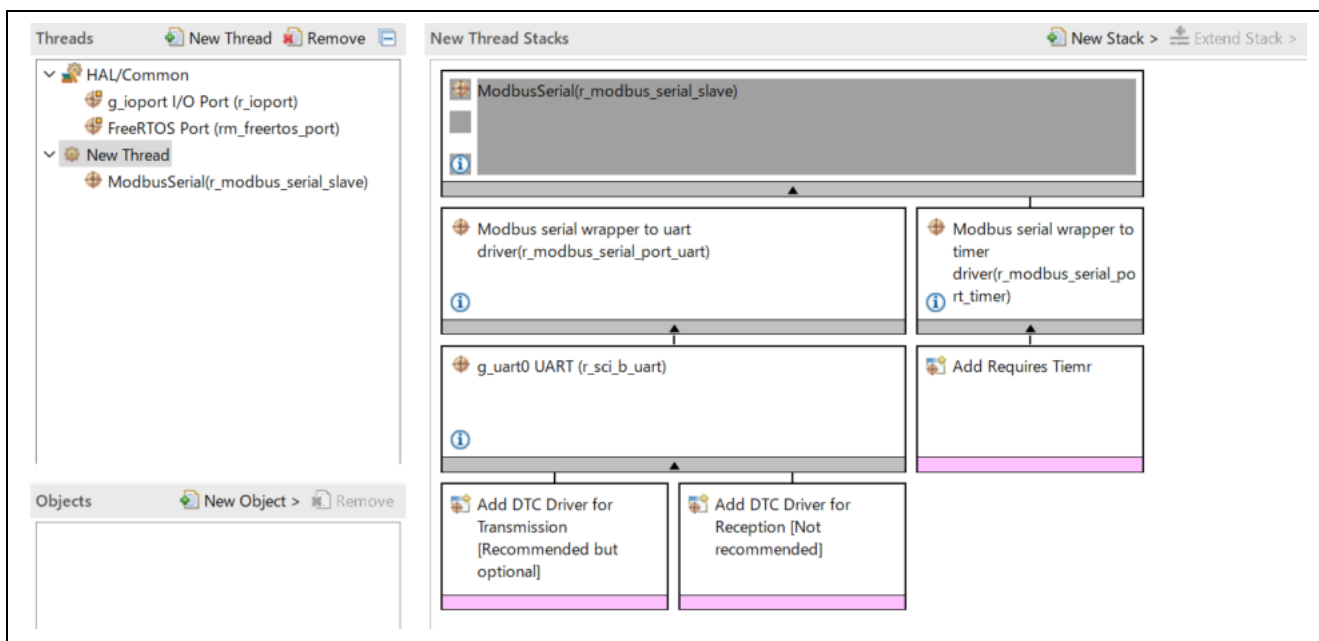 Threads
New Thread
Remove
HAL/Common
g_ioport I/O Port (r_ioport)
FreeRTOS Port (rm_freertos_port)
New Thread
ModbusSerial(r_modbus_serial_slave)
Objects
New Object >
Remove
New Thread Stacks
New Stack >
Extend Stack >
ModbusSerial(r_modbus_serial_slave)
Modbus serial wrapper to uart
driver(r_modbus_serial_port_uart)
Modbus serial wrapper to
timer
driver(r_modbus_serial_po
rt_timer)
g_uart0 UART (r_sci_b_uart)
Add Requires Tiemr
Add DTC Driver for
Transmission
[Recommended but
optional]
Add DTC Driver for
Reception [Not
recommended]